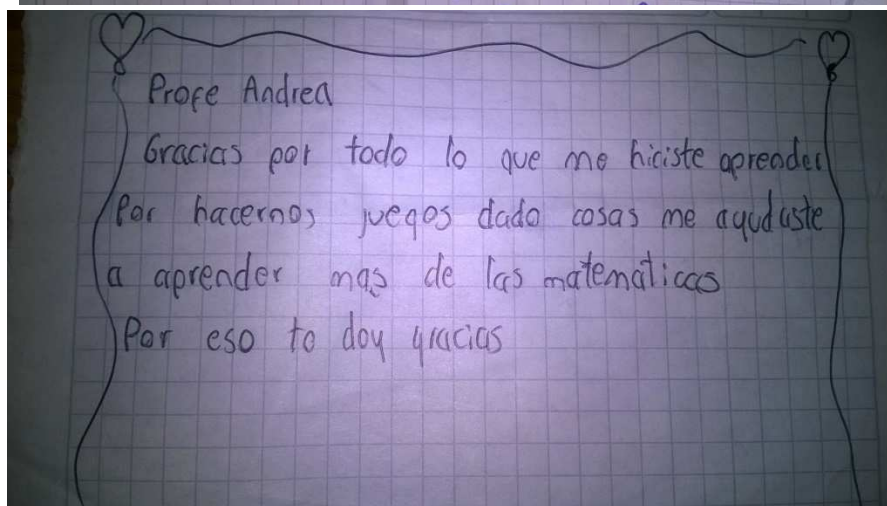 Profe Andrea
Gracias por todo lo que me hiciste aprender
Por hacernos juegos dado cosas me ayudaste
a aprender mas de las matemáticas
Por eso te doy gracias